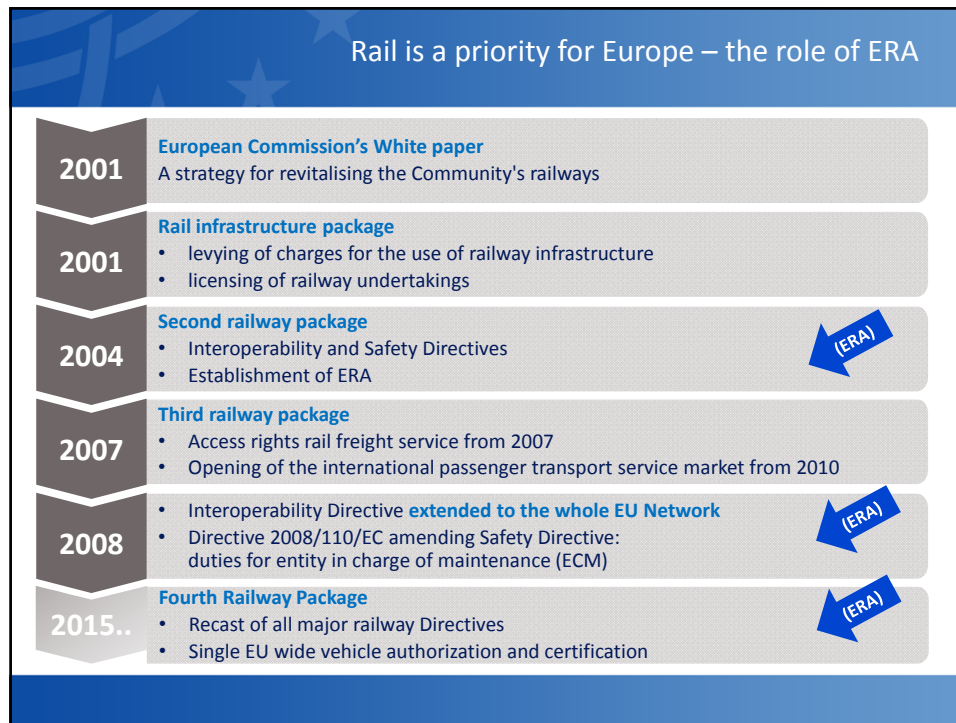 Rail is a priority for Europe – the role of ERA
2001
European Commission's White paper
A strategy for revitalising the Community's railways
2001
Rail infrastructure package
• levying of charges for the use of railway infrastructure
• licensing of railway undertakings
2004
Second railway package
• Interoperability and Safety Directives
• Establishment of ERA
(ERA)
2007
Third railway package
• Access rights rail freight service from 2007
• Opening of the international passenger transport service market from 2010
2008
• Interoperability Directive extended to the whole EU Network
• Directive 2008/110/EC amending Safety Directive:
duties for entity in charge of maintenance (ECM)
(ERA)
2015..
Fourth Railway Package
• Recast of all major railway Directives
• Single EU wide vehicle authorization and certification
(ERA)